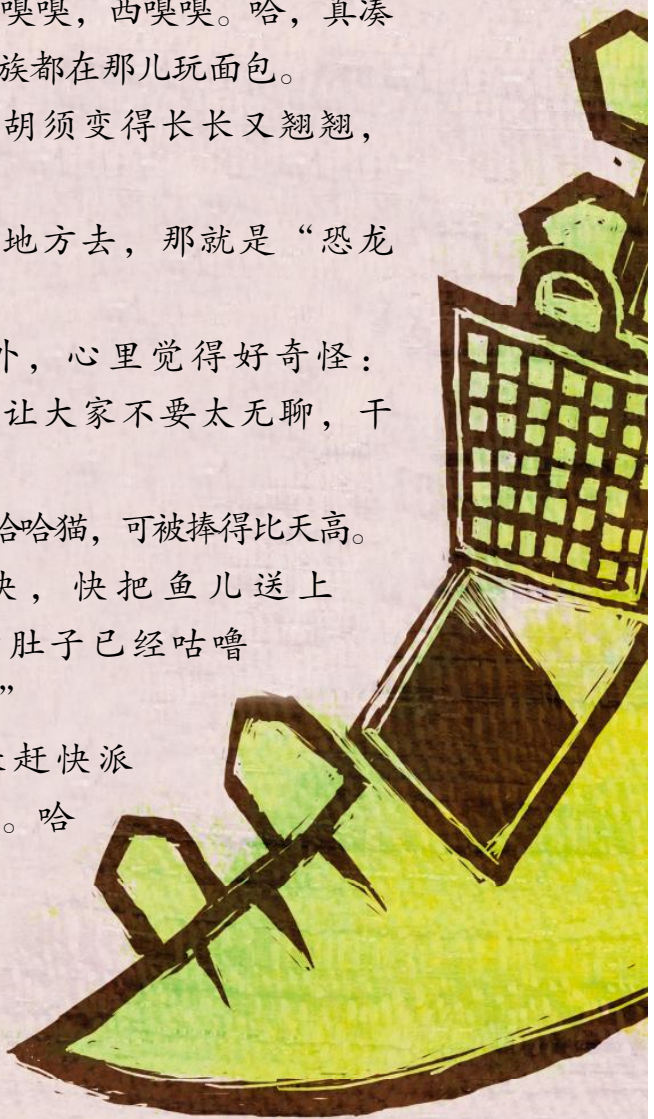 嗅嗅，西嗅嗅。哈，真凑
族都在那儿玩面包。
胡须变得长长又翘翘，
地方去，那就是“恐龙
外，心里觉得好奇怪：
让大家不要太无聊，干
哈哈猫，可被捧得比天高。
快，快把鱼儿送上
肚子已经咕噜
”
赶快派
。哈